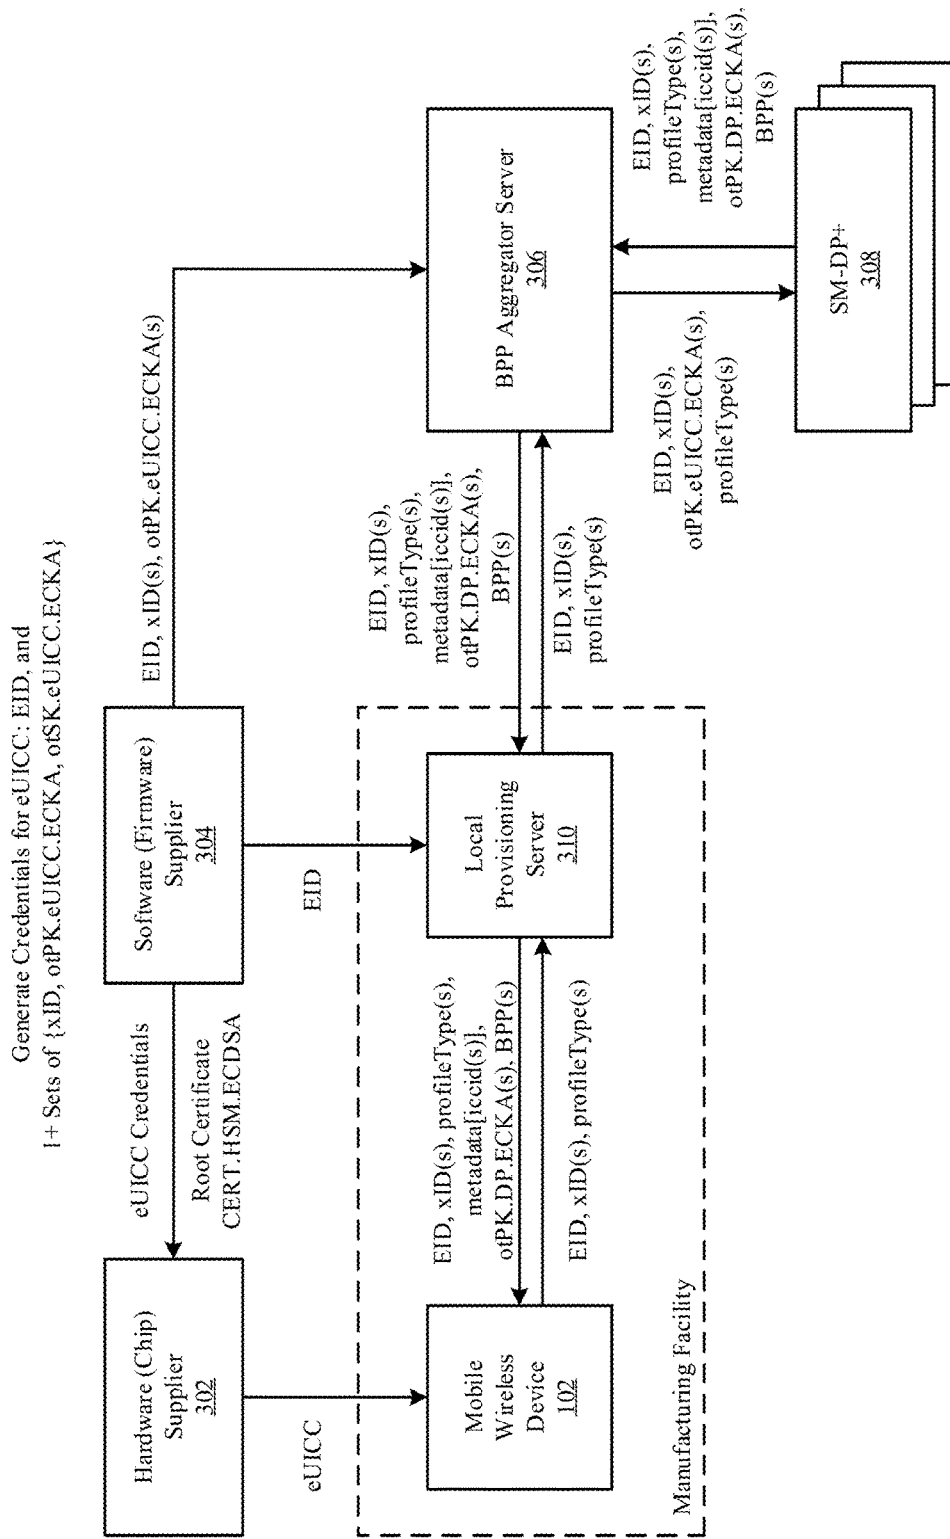 Generate Credentials for eUICC: EID, and
1+ Sets of {xID, otPK.eUICC.ECKA, otSK.eUICC.ECKA}
Hardware (Chip)
Supplier
302
eUICC Credentials
Root Certificate
CERT.HSM.ECDSA
Software (Firmware)
Supplier
304
EID, xID(s), otPK.eUICC.ECKA(s)
eUICC
EID
Mobile
Wireless
Device
102
EID, xID(s), profileType(s),
metadata[iccid(s)],
otPK.DP.ECKA(s), BPP(s)
EID, xID(s), profileType(s)
Local
Provisioning
Server
310
EID, xID(s),
profileType(s),
metadata[iccid(s)],
otPK.DP.ECKA(s),
BPP(s)
EID, xID(s),
profileType(s)
BPP Aggregator Server
306
Manufacturing Facility
EID, xID(s),
otPK.eUICC.ECKA(s),
profileType(s)
EID, xID(s),
profileType(s),
metadata[iccid(s)],
otPK.DP.ECKA(s),
BPP(s)
SM-DP+
308